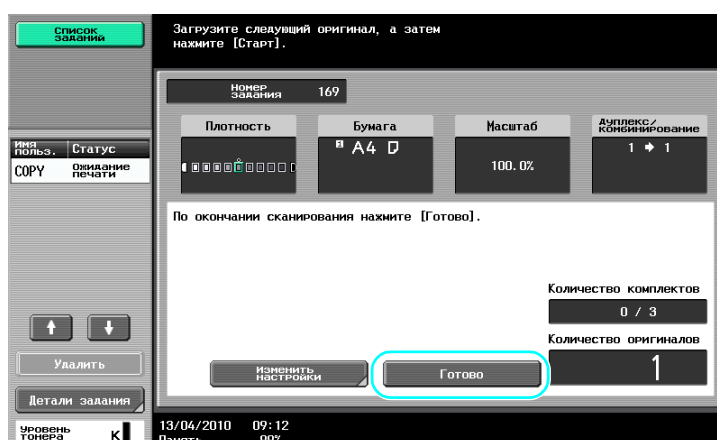 Список
заданий
Загрузите следующий оригинал, а затем
нажмите [Старт].
Номер
задания
169
Плотность
Бумага
Масштаб
Дуплекс/
комбинирование
A4
100.0%
1 → 1
Имя
польз.
Статус
COPY
Ожидание
печати
По окончании сканирования нажмите [Готово].
Количество комплектов
0 / 3
Количество оригиналов
1
Удалить
Изменить
настройки
Готово
Детали задания
Уровень
тонера
K
13/04/2010 09:12
Память